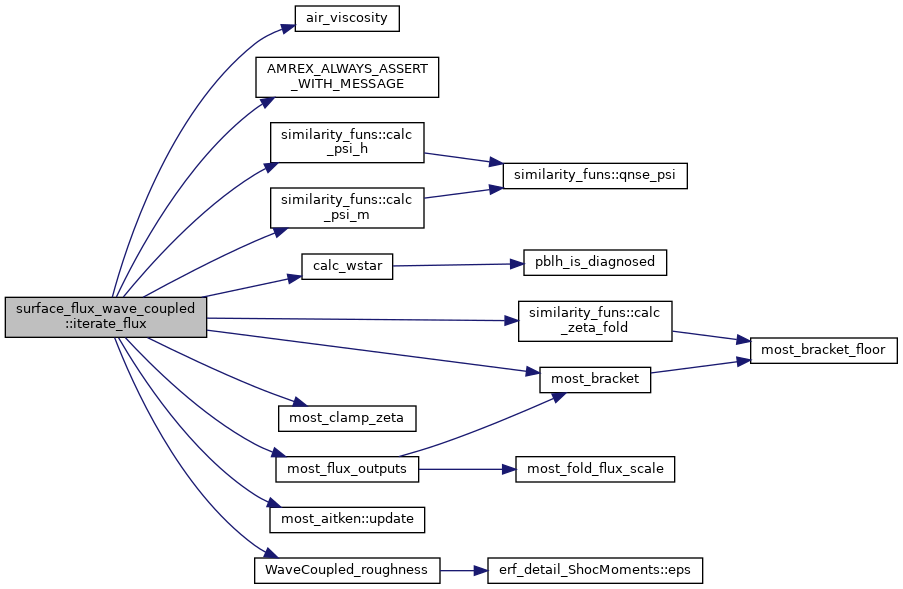 air_viscosity
AMREX_ALWAYS_ASSERT
_WITH_MESSAGE
similarity_funs::calc
_psi_h
similarity_funs::qnse_psi
similarity_funs::calc
_psi_m
calc_wstar
pblh_is_diagnosed
surface_flux_wave_coupled
::iterate_flux
similarity_funs::calc
_zeta_fold
most_bracket_floor
most_bracket
most_clamp_zeta
most_flux_outputs
most_fold_flux_scale
most_aitken::update
WaveCoupled_roughness
erf_detail_ShocMoments::eps